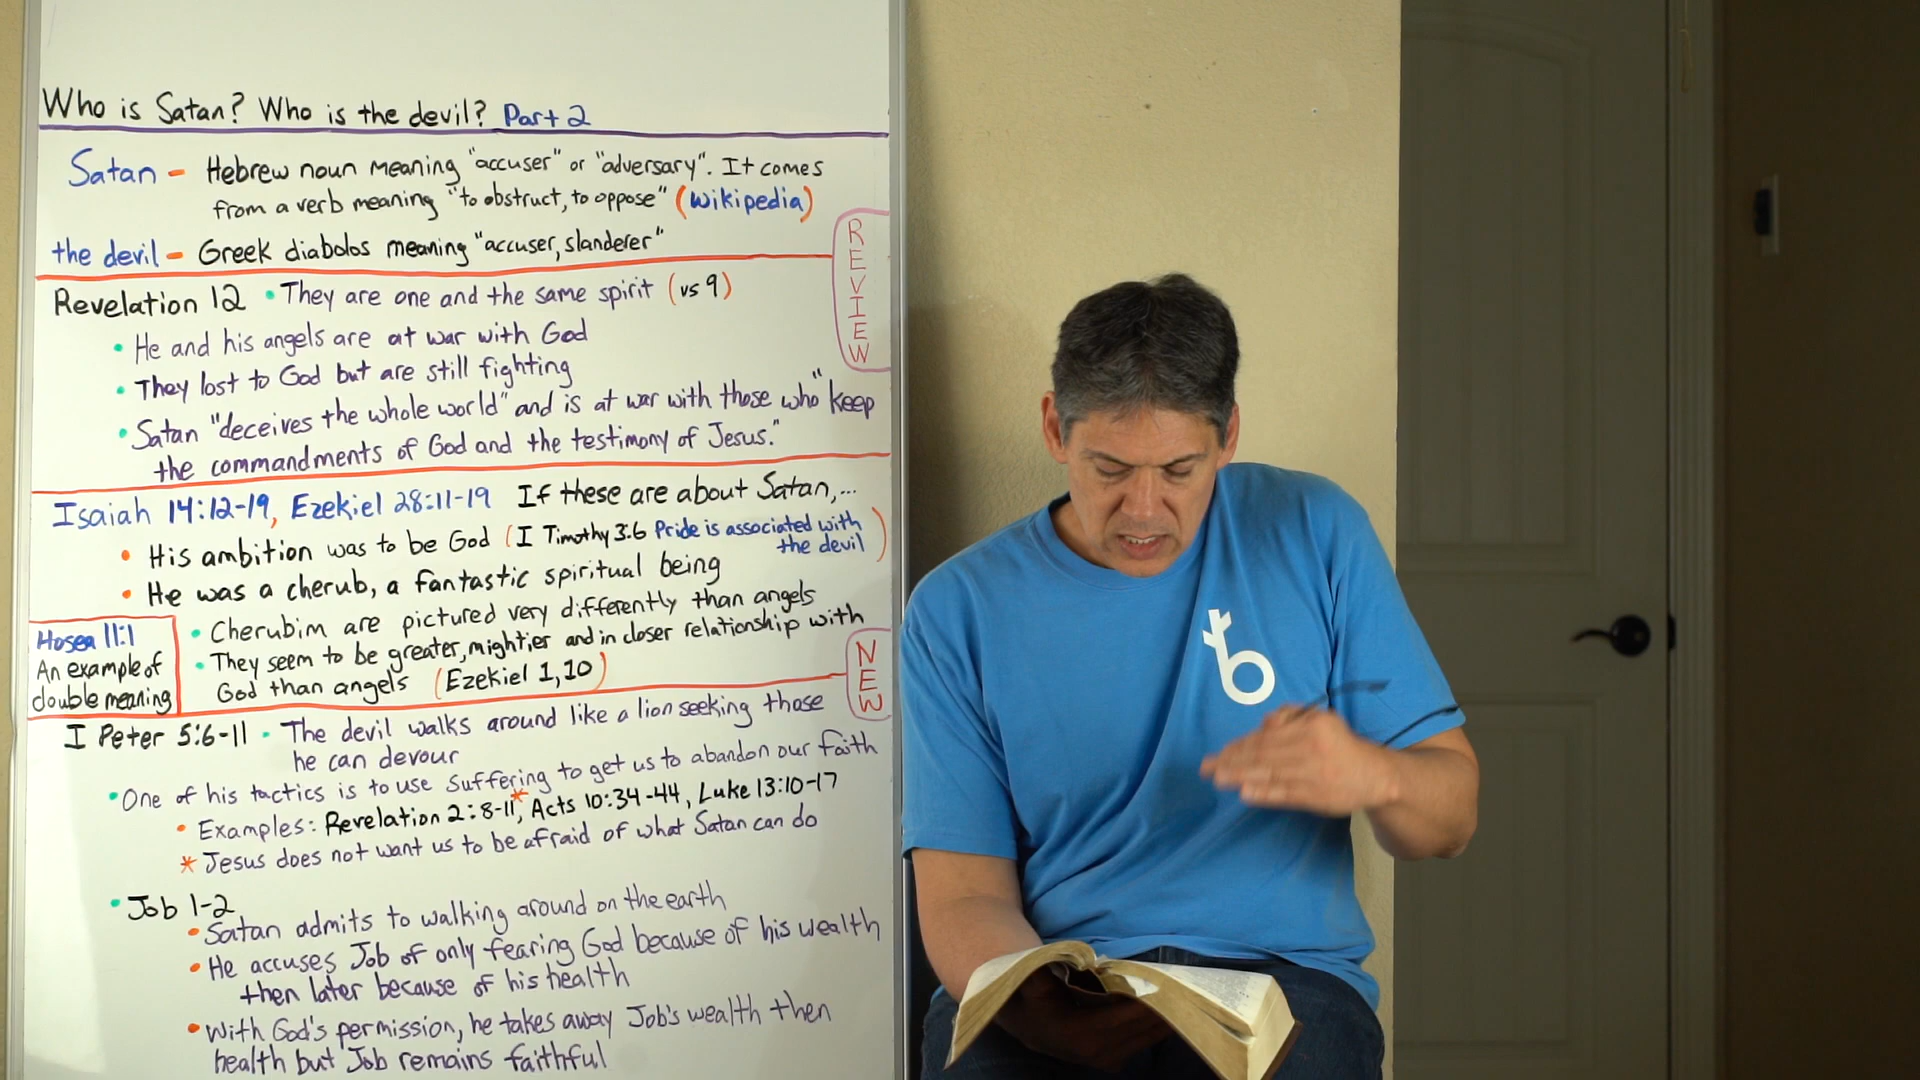 Who is Satan? Who is the devil? Part 2
Satan - Hebrew noun meaning "accuser" or "adversary". It comes
from a verb meaning "to obstruct, to oppose" (Wikipedia)
the devil - Greek diabolos meaning "accuser, slanderer"
REVIEW
Revelation 12 • They are one and the same spirit (vs 9)
• He and his angels are at war with God
• They lost to God but are still fighting
• Satan "deceives the whole world" and is at war with those who "keep
the commandments of God and the testimony of Jesus."
Isaiah 14:12-19, Ezekiel 28:11-19 If these are about Satan,...
• His ambition was to be God (I Timothy 3:6 Pride is associated with
the devil)
• He was a cherub, a fantastic spiritual being
• Cherubim are pictured very differently than angels
• They seem to be greater, mightier and in closer relationship with
God than angels (Ezekiel 1, 10)
Hosea 11:1
An example of
double meaning
NEW
I Peter 5:6-11 • The devil walks around like a lion seeking those
he can devour
• One of his tactics is to use suffering to get us to abandon our faith
• Examples: Revelation 2:8-11*, Acts 10:34-44, Luke 13:10-17
* Jesus does not want us to be afraid of what Satan can do
• Job 1-2
• Satan admits to walking around on the earth
• He accuses Job of only fearing God because of his wealth
then later because of his health
• With God's permission, he takes away Job's wealth then
health but Job remains faithful